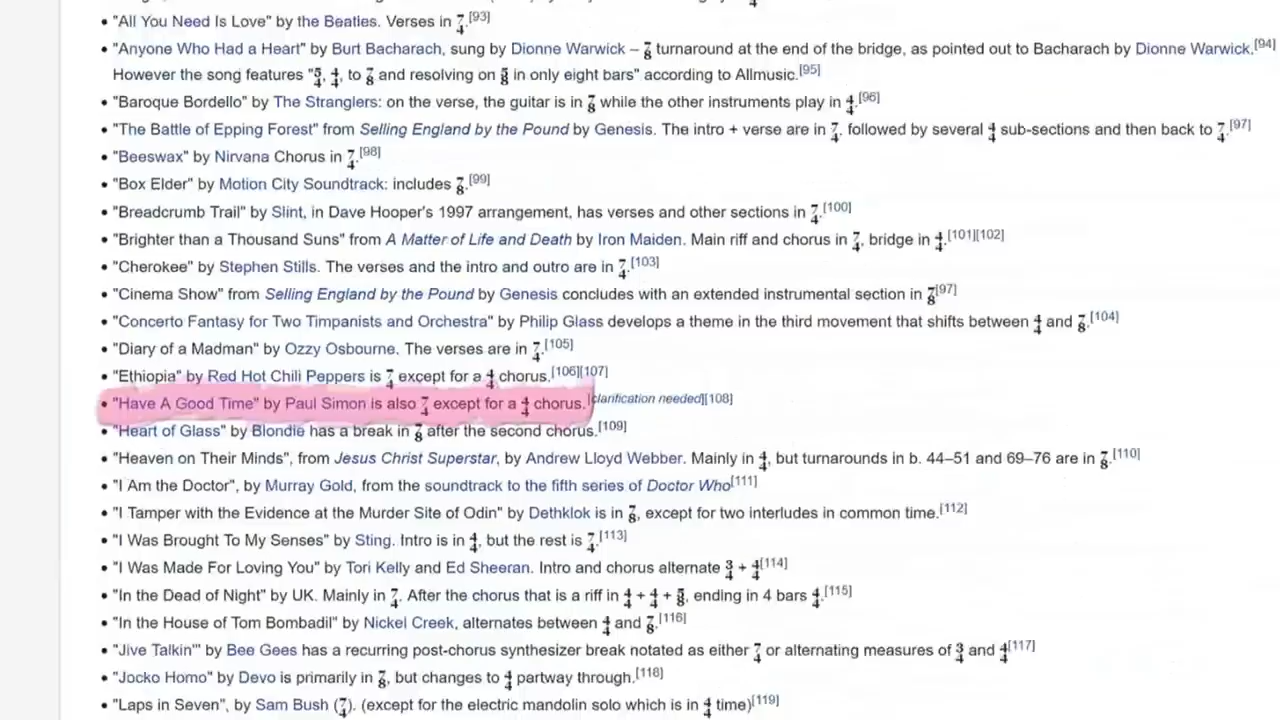 • "All You Need Is Love" by the Beatles. Verses in 7/4.[93]
• "Anyone Who Had a Heart" by Burt Bacharach, sung by Dionne Warwick – 7/8 turnaround at the end of the bridge, as pointed out to Bacharach by Dionne Warwick.[94]
However the song features "5/4, 4/4, to 7/8 and resolving on 5/8 in only eight bars" according to Allmusic.[95]
• "Baroque Bordello" by The Stranglers: on the verse, the guitar is in 7/8 while the other instruments play in 4/4.[96]
• "The Battle of Epping Forest" from Selling England by the Pound by Genesis. The intro + verse are in 7/4, followed by several 4/4 sub-sections and then back to 7/4.[97]
• "Beeswax" by Nirvana Chorus in 7/4.[98]
• "Box Elder" by Motion City Soundtrack: includes 7/8.[99]
• "Breadcrumb Trail" by Slint, in Dave Hooper's 1997 arrangement, has verses and other sections in 7/4.[100]
• "Brighter than a Thousand Suns" from A Matter of Life and Death by Iron Maiden. Main riff and chorus in 7/4, bridge in 4/4.[101][102]
• "Cherokee" by Stephen Stills. The verses and the intro and outro are in 7/4.[103]
• "Cinema Show" from Selling England by the Pound by Genesis concludes with an extended instrumental section in 7/8[97]
• "Concerto Fantasy for Two Timpanists and Orchestra" by Philip Glass develops a theme in the third movement that shifts between 4/4 and 7/8.[104]
• "Diary of a Madman" by Ozzy Osbourne. The verses are in 7/4.[105]
• "Ethiopia" by Red Hot Chili Peppers is 7/4 except for a 4/4 chorus.[106][107]
• "Have A Good Time" by Paul Simon is also 7/4 except for a 4/4 chorus.[clarification needed][108]
• "Heart of Glass" by Blondie has a break in 7/8 after the second chorus.[109]
• "Heaven on Their Minds", from Jesus Christ Superstar, by Andrew Lloyd Webber. Mainly in 4/4, but turnarounds in b. 44–51 and 69–76 are in 7/8.[110]
• "I Am the Doctor", by Murray Gold, from the soundtrack to the fifth series of Doctor Who[111]
• "I Tamper with the Evidence at the Murder Site of Odin" by Dethklok is in 7/8, except for two interludes in common time.[112]
• "I Was Brought To My Senses" by Sting. Intro is in 4/4, but the rest is 7/4.[113]
• "I Was Made For Loving You" by Tori Kelly and Ed Sheeran. Intro and chorus alternate 3/4 + 4/4[114]
• "In the Dead of Night" by UK. Mainly in 7/4. After the chorus that is a riff in 4/4 + 4/4 + 5/8, ending in 4 bars 4/4.[115]
• "In the House of Tom Bombadil" by Nickel Creek, alternates between 4/4 and 7/8.[116]
• "Jive Talkin'" by Bee Gees has a recurring post-chorus synthesizer break notated as either 7/4 or alternating measures of 3/4 and 4/4[117]
• "Jocko Homo" by Devo is primarily in 7/8, but changes to 4/4 partway through.[118]
• "Laps in Seven", by Sam Bush (7/4). (except for the electric mandolin solo which is in 4/4 time)[119]